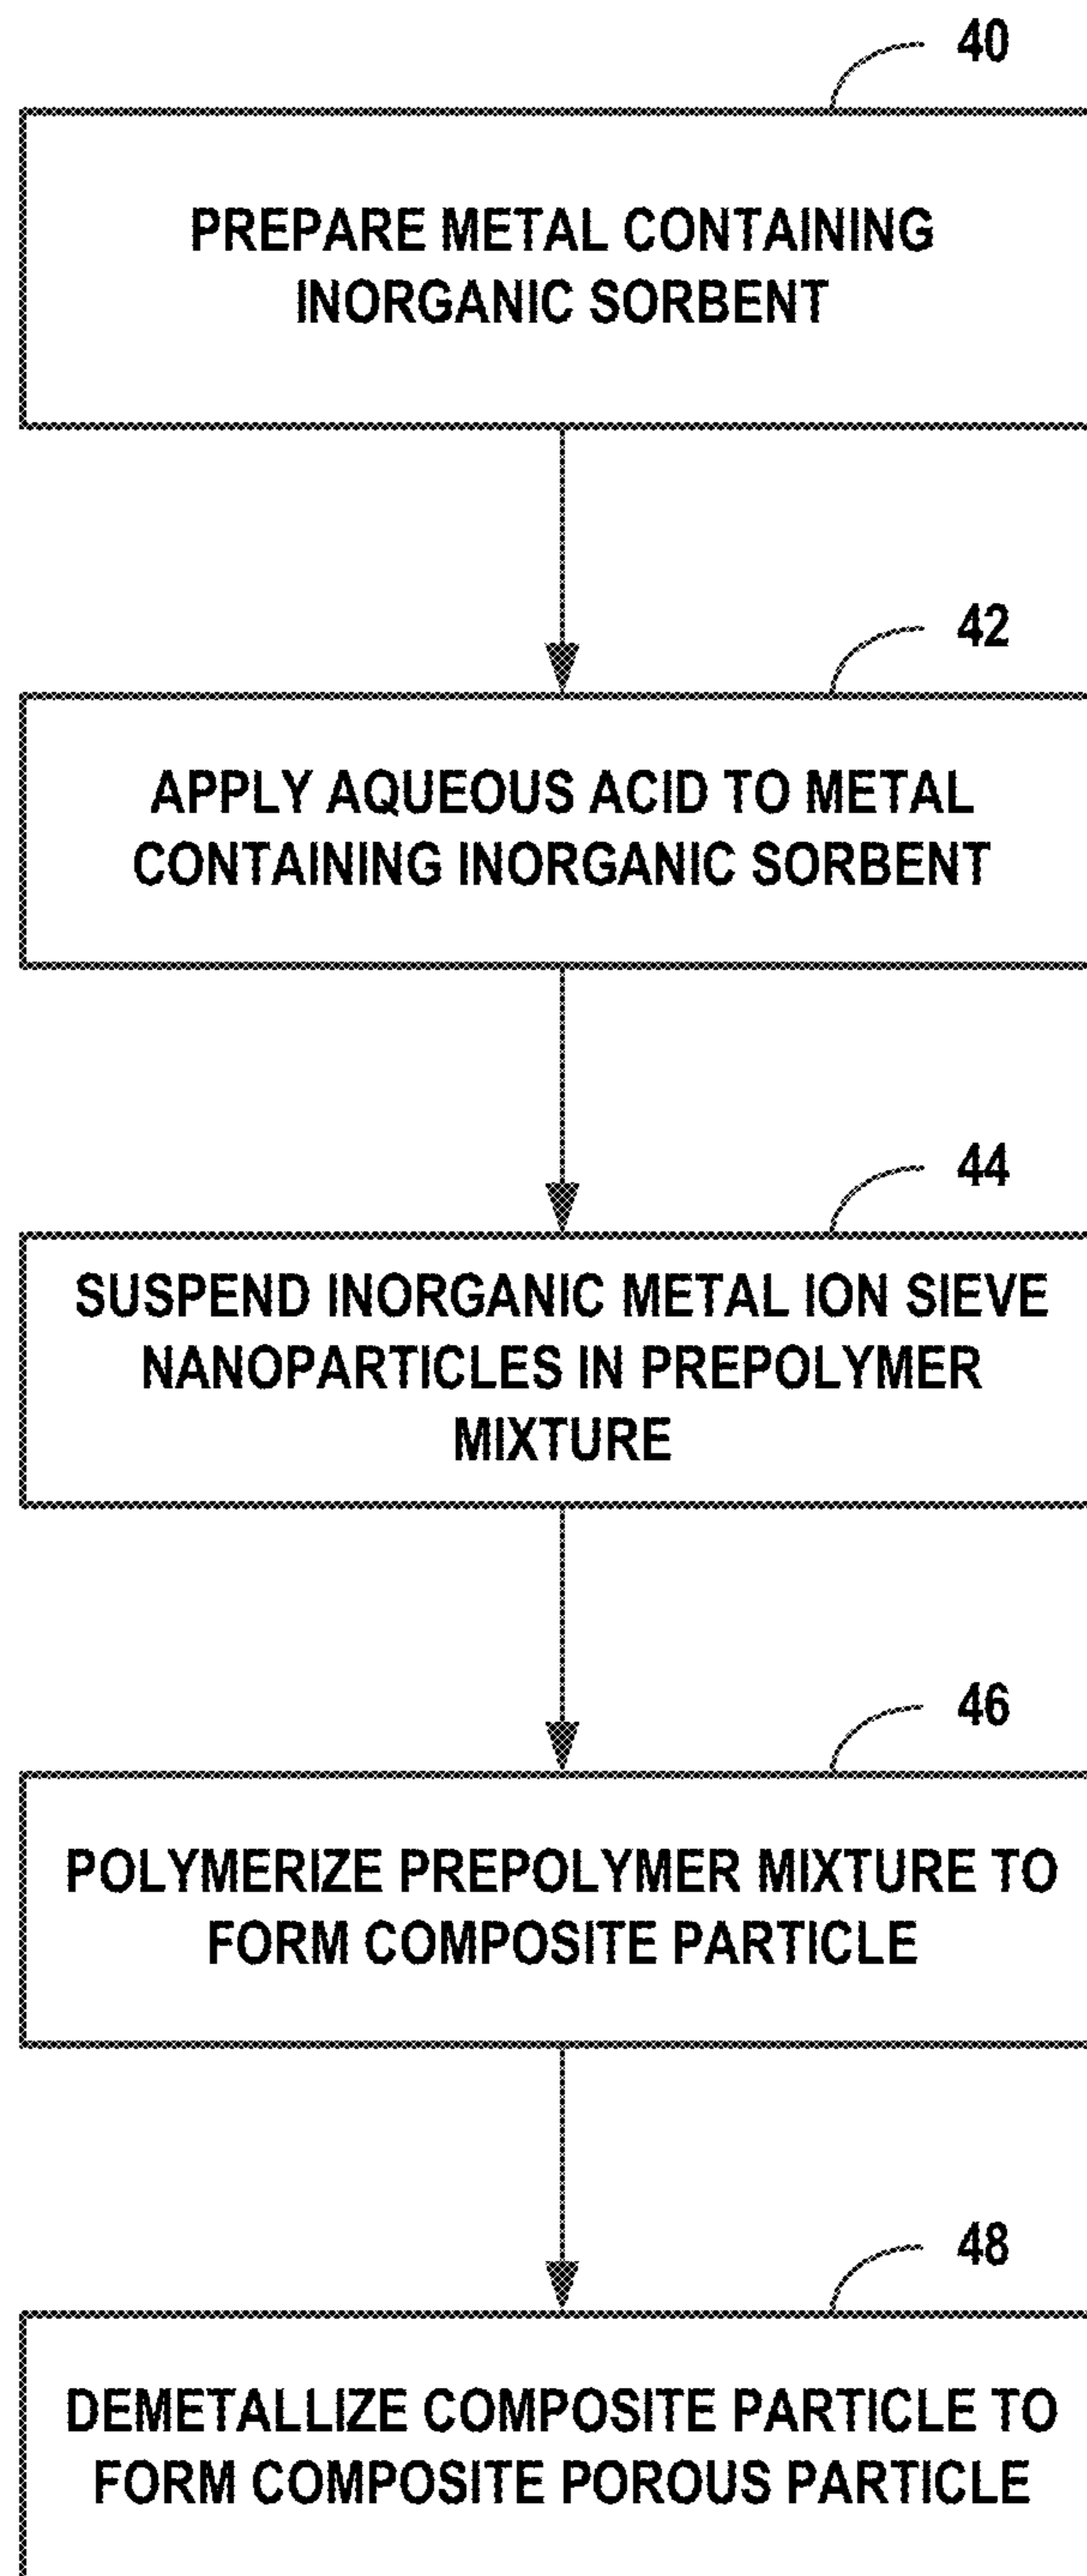 40
PREPARE METAL CONTAINING
INORGANIC SORBENT
42
APPLY AQUEOUS ACID TO METAL
CONTAINING INORGANIC SORBENT
44
SUSPEND INORGANIC METAL ION SIEVE
NANOPARTICLES IN PREPOLYMER
MIXTURE
46
POLYMERIZE PREPOLYMER MIXTURE TO
FORM COMPOSITE PARTICLE
48
DEMETALLIZE COMPOSITE PARTICLE TO
FORM COMPOSITE POROUS PARTICLE